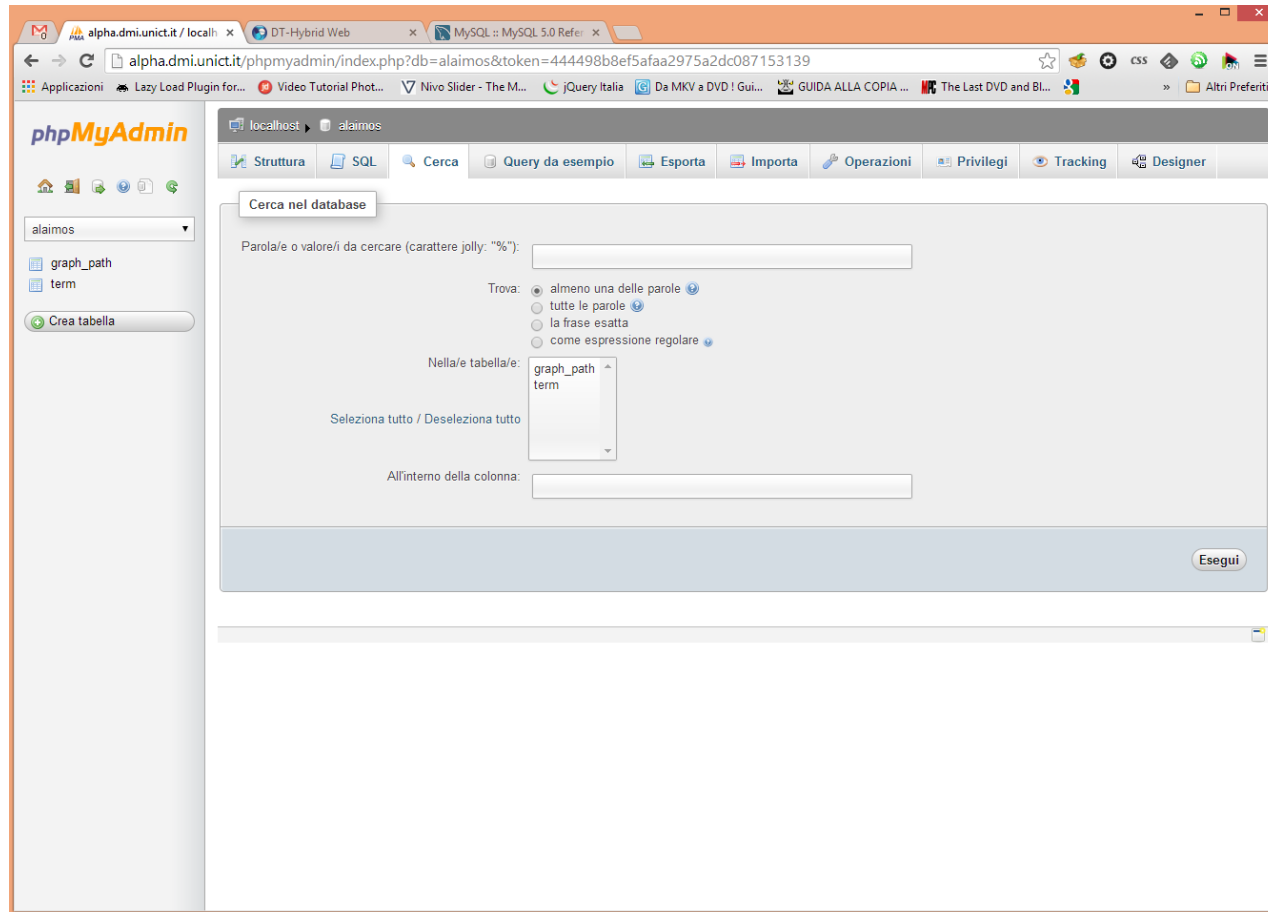 alpha.dmi.unict.it / localh
DT-Hybrid Web
MySQL :: MySQL 5.0 Refer
alpha.dmi.unict.it/phpmyadmin/index.php?db=alaimos&token=444498b8ef5afaa2975a2dc087153139
CSS
ON
Applicazioni
Lazy Load Plugin for...
Video Tutorial Phot...
Nivo Slider - The M...
jQuery Italia
Da MKV a DVD ! Gui...
GUIDA ALLA COPIA ...
The Last DVD and Bl...
»
Altri Preferiti
phpMyAdmin
localhost
alaimos
Struttura
SQL
Cerca
Query da esempio
Esporta
Importa
Operazioni
Privilegi
Tracking
Designer
alaimos
graph_path
term
Crea tabella
Cerca nel database
Parola/e o valore/i da cercare (carattere jolly: "%"):
Trova:
almeno una delle parole
tutte le parole
la frase esatta
come espressione regolare
Nella/e tabella/e:
graph_path
term
Seleziona tutto / Deseleziona tutto
All'interno della colonna:
Esegui